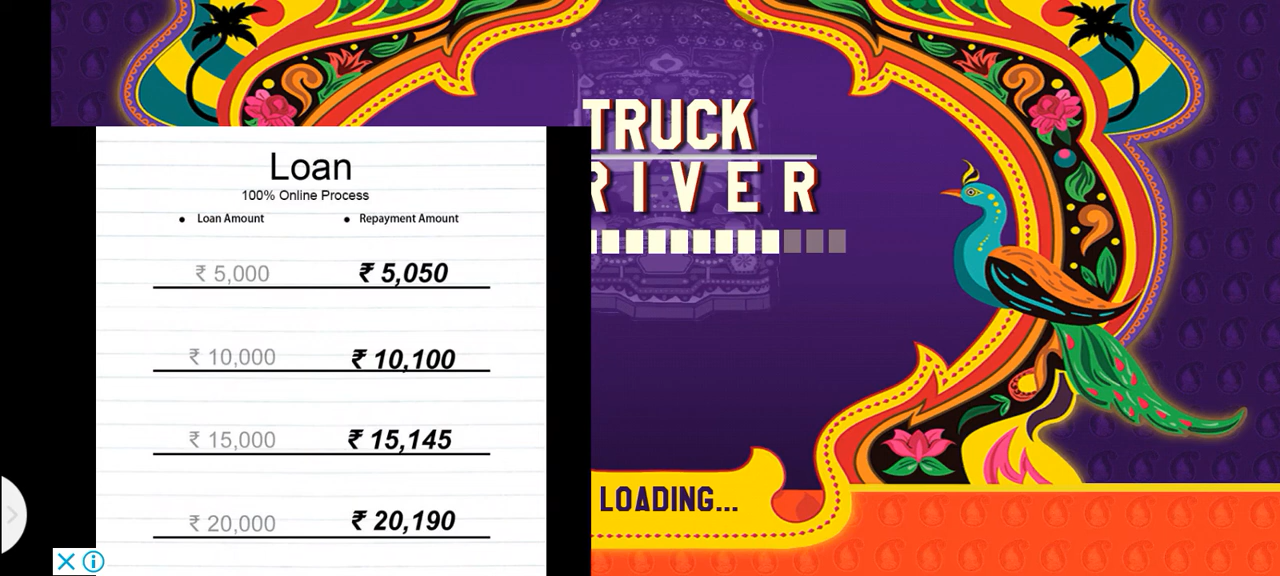 Loan
100% Online Process
• Loan Amount • Repayment Amount
₹ 5,000 ₹ 5,050
₹ 10,000 ₹ 10,100
₹ 15,000 ₹ 15,145
₹ 20,000 ₹ 20,190
TRUCK
RIVER
LOADING...